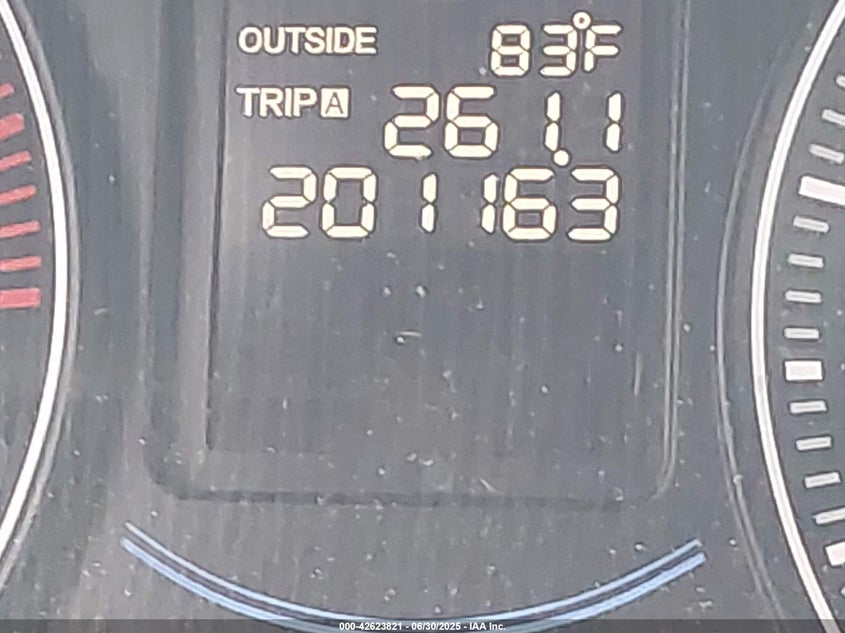 OUTSIDE 83°F
TRIP A 261.1
201163
000-42623821 - 06/30/2025 - IAA Inc.